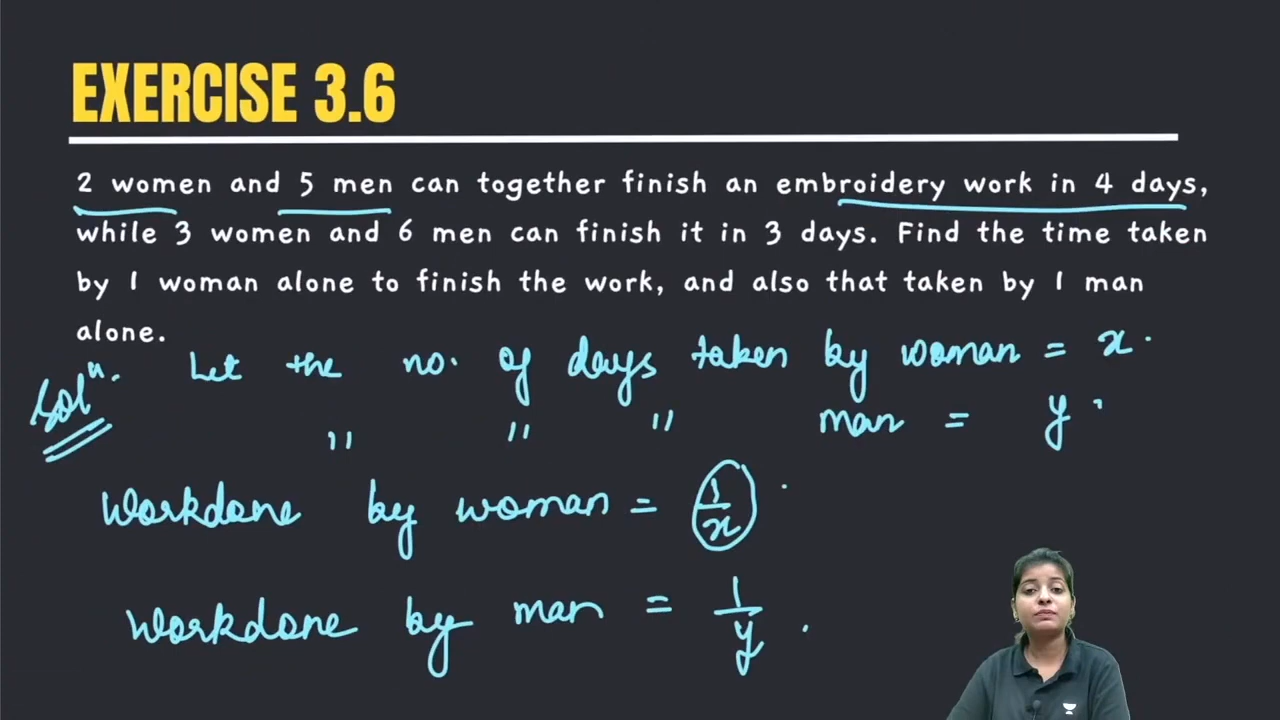 EXERCISE 3.6
2 women and 5 men can together finish an embroidery work in 4 days,
while 3 women and 6 men can finish it in 3 days. Find the time taken
by 1 woman alone to finish the work, and also that taken by 1 man
alone.
Solⁿ. Let the no. of days taken by woman = x.
" " " man = y.
Workdone by woman = 1/x.
Workdone by man = 1/y.